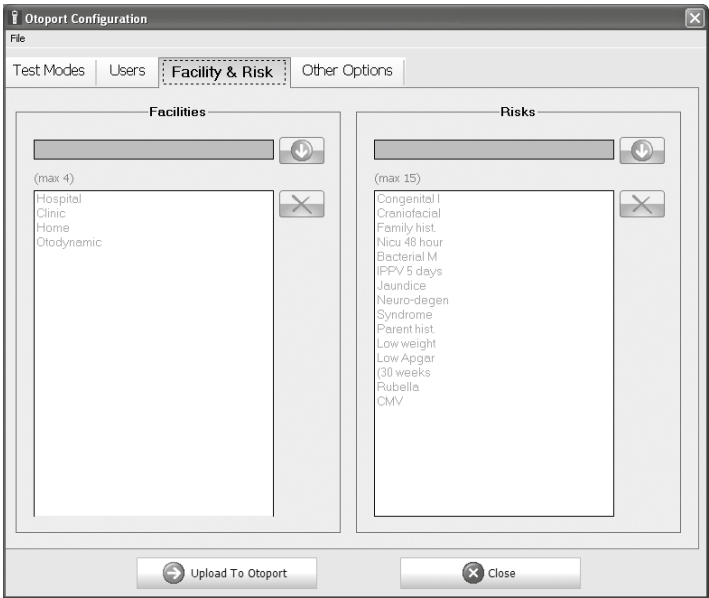 Otoport Configuration
File
Test Modes Users Facility & Risk Other Options
Facilities
(max 4)
Hospital
Clinic
Home
Otodynamic
Risks
(max 15)
Congenital I
Craniofacial
Family hist.
Nicu 48 hour
Bacterial M
IPPV 5 days
Jaundice
Neuro-degen
Syndrome
Parent hist.
Low weight
Low Apgar
(30 weeks
Rubella
CMV
Upload To Otoport
Close